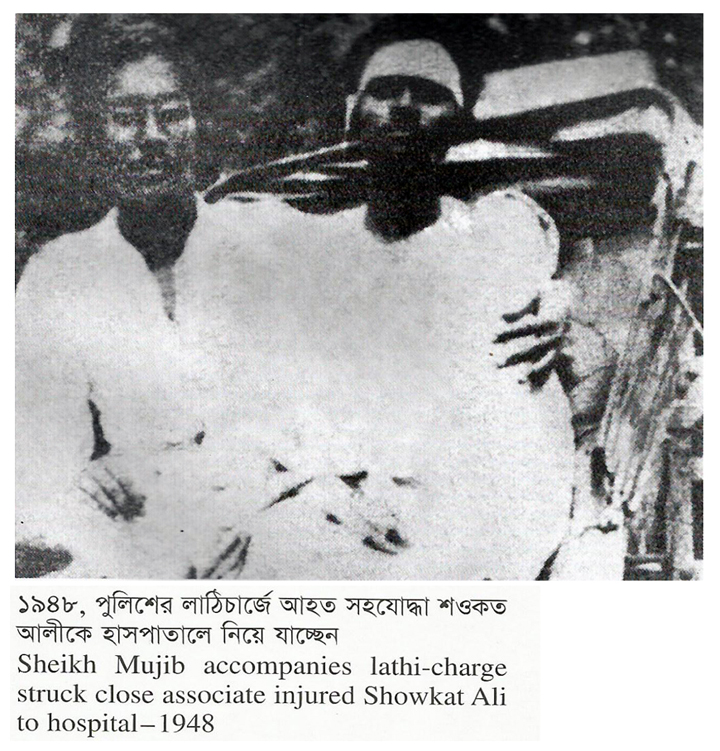 ১৯৪৮, পুলিশের লাঠিচার্জে আহত সহযোদ্ধা শওকত
আলীকে হাসপাতালে নিয়ে যাচ্ছেন
Sheikh Mujib accompanies lathi-charge
struck close associate injured Showkat Ali
to hospital–1948